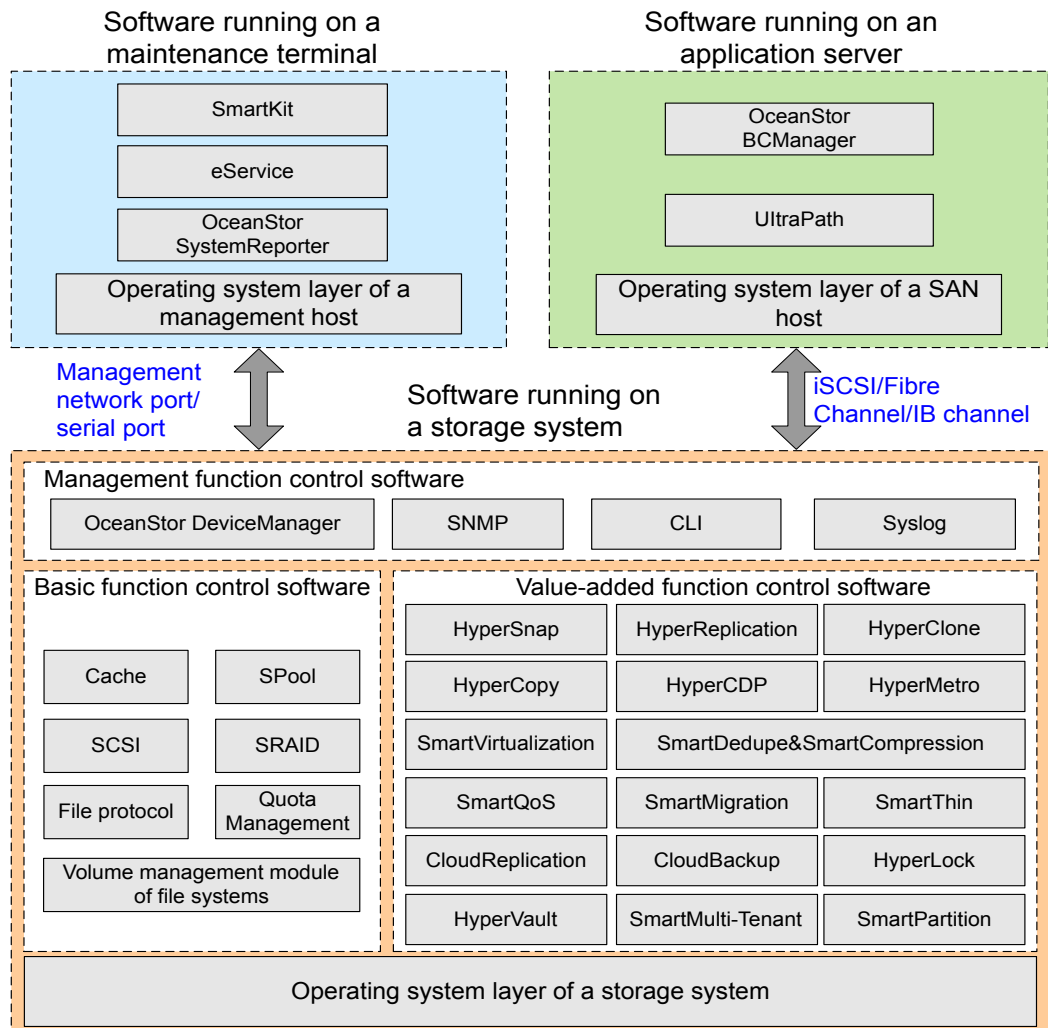 Software running on a
maintenance terminal
Software running on an
application server
SmartKit
eService
OceanStor
SystemReporter
Operating system layer of a
management host
OceanStor
BCManager
UltraPath
Operating system layer of a SAN
host
Management
network port/
serial port
Software running on
a storage system
iSCSI/Fibre
Channel/IB channel
Management function control software
OceanStor DeviceManager
SNMP
CLI
Syslog
Basic function control software
Cache
SPool
SCSI
SRAID
File protocol
Quota
Management
Volume management module
of file systems
Value-added function control software
HyperSnap
HyperReplication
HyperClone
HyperCopy
HyperCDP
HyperMetro
SmartVirtualization
SmartDedupe&SmartCompression
SmartQoS
SmartMigration
SmartThin
CloudReplication
CloudBackup
HyperLock
HyperVault
SmartMulti-Tenant
SmartPartition
Operating system layer of a storage system